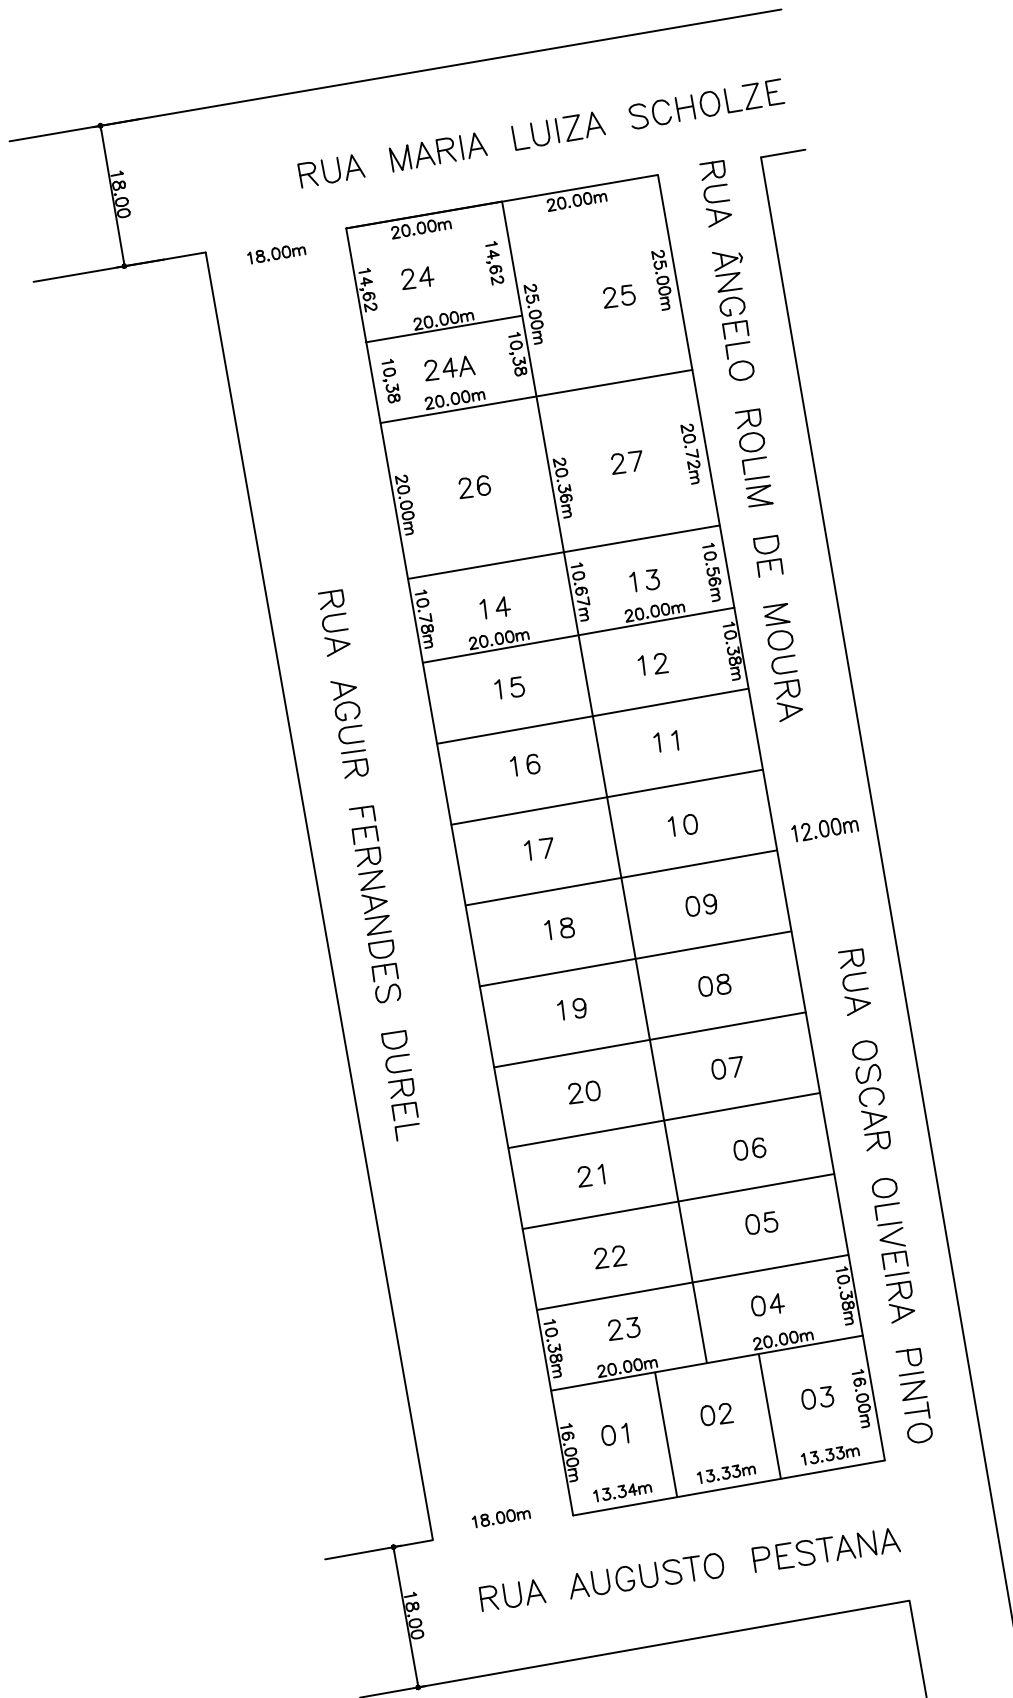 RUA MARIA LUIZA SCHOLZE
18.00
18.00m
20.00m
20.00m
RUA ÂNGELO ROLIM DE MOURA
14,62
24
14,62
25.00m
25
25.00m
20.00m
10,38
24A
10,38
20.00m
20.00m
26
20.36m
27
20.72m
10.78m
14
20.00m
10.67m
13
20.00m
10.56m
RUA AGUIR FERNANDES DUREL
15
12
10.38m
16
11
17
10
12.00m
18
09
19
08
RUA OSCAR OLIVEIRA PINTO
20
07
21
06
22
05
10.38m
23
20.00m
04
20.00m
10.38m
16.00m
01
13.34m
02
13.33m
03
13.33m
16.00m
18.00m
18.00
RUA AUGUSTO PESTANA